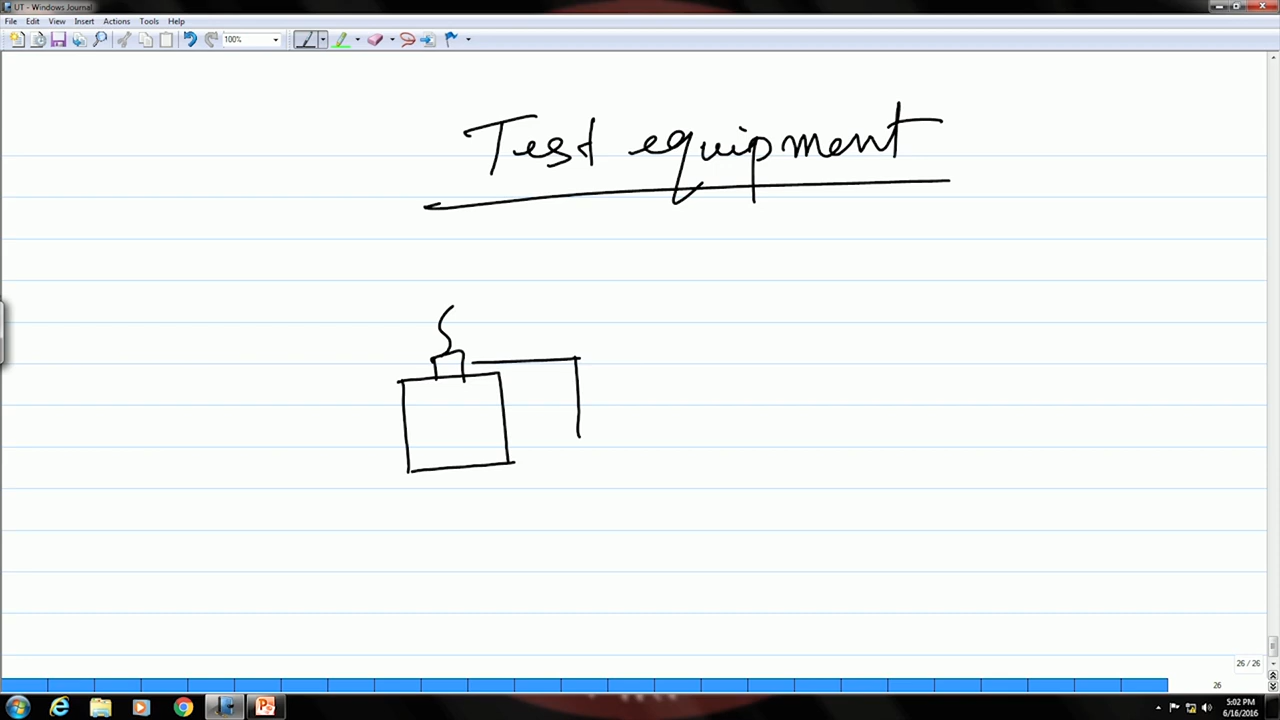 UT - Windows Journal
File Edit View Insert Actions Tools Help
100%
Test equipment
26 / 26
26
5:02 PM
6/16/2016